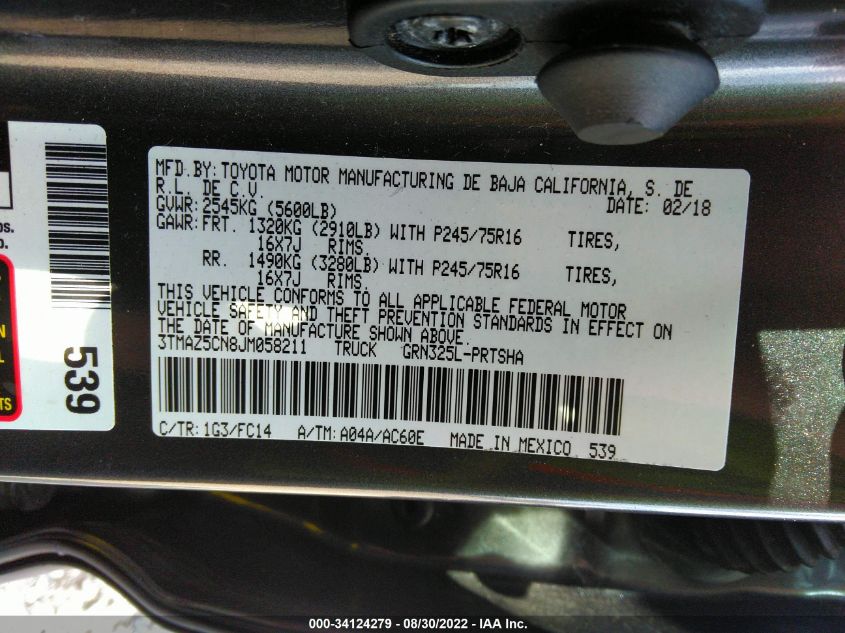 MFD.BY: TOYOTA MOTOR MANUFACTURING DE BAJA CALIFORNIA, S. DE
R.L. DE C.V. DATE: 02/18
GVWR: 2545KG (5600LB)
GAWR: FRT. 1320KG (2910LB) WITH P245/75R16 TIRES,
16X7J RIMS,
RR. 1490KG (3280LB) WITH P245/75R16 TIRES,
16X7J RIMS,
THIS VEHICLE CONFORMS TO ALL APPLICABLE FEDERAL MOTOR
VEHICLE SAFETY AND THEFT PREVENTION STANDARDS IN EFFECT ON
THE DATE OF MANUFACTURE SHOWN ABOVE.
3TMAZ5CN8JM058211 TRUCK GRN325L-PRTSHA
C/TR: 1G3/FC14 A/TM: A04A/AC60E MADE IN MEXICO 539
539
000-34124279 - 08/30/2022 - IAA Inc.